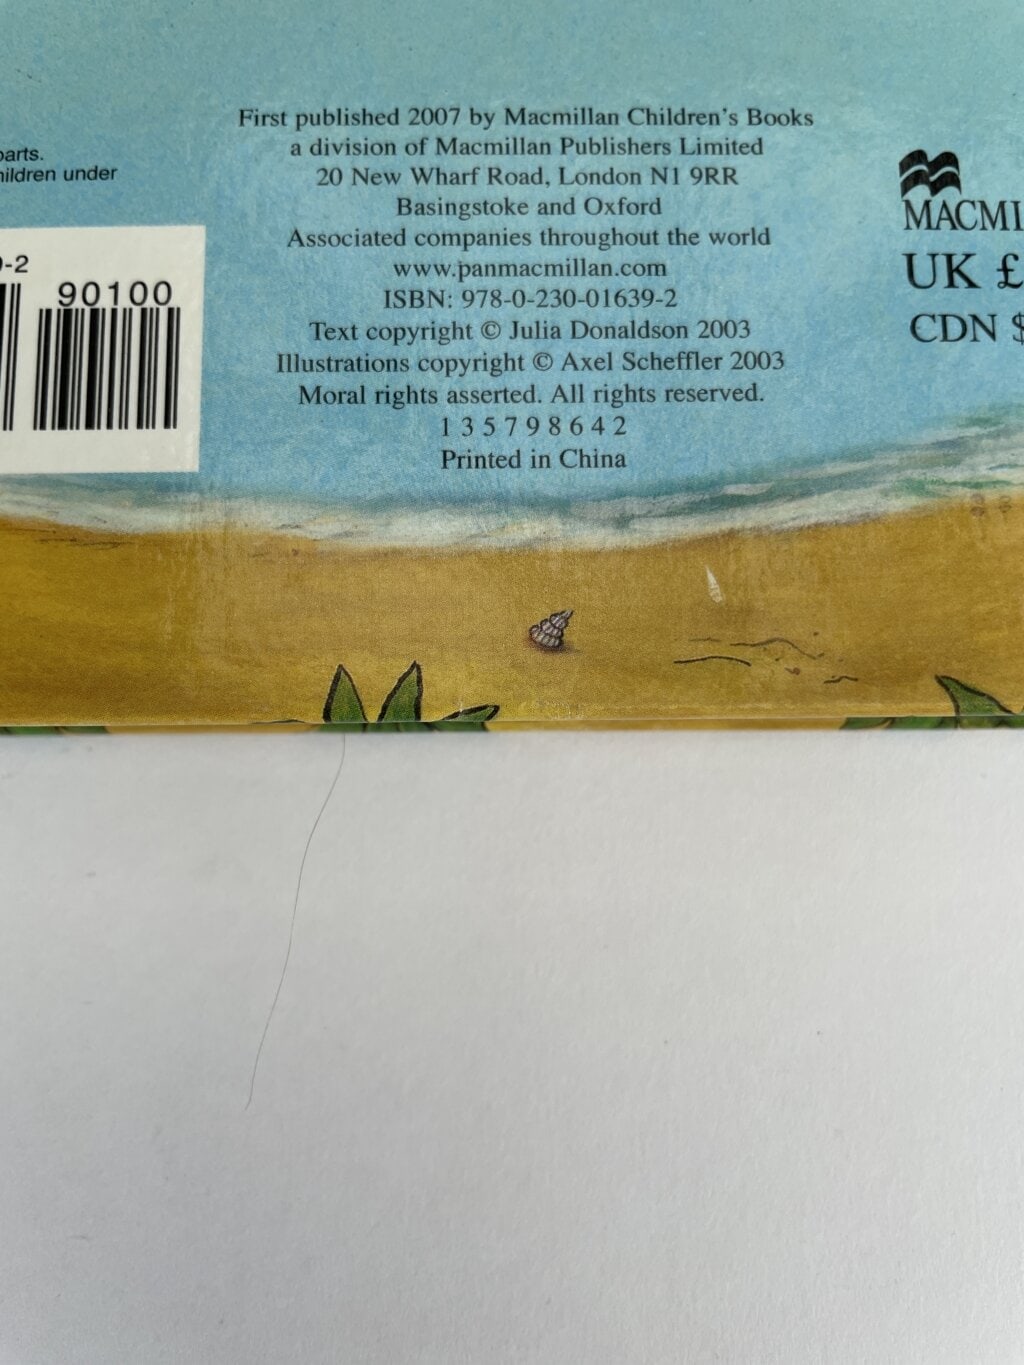 parts.
children under
9-2
90100
First published 2007 by Macmillan Children's Books
a division of Macmillan Publishers Limited
20 New Wharf Road, London N1 9RR
Basingstoke and Oxford
Associated companies throughout the world
www.panmacmillan.com
ISBN: 978-0-230-01639-2
Text copyright © Julia Donaldson 2003
Illustrations copyright © Axel Scheffler 2003
Moral rights asserted. All rights reserved.
1 3 5 7 9 8 6 4 2
Printed in China
MACMI
UK £
CDN $